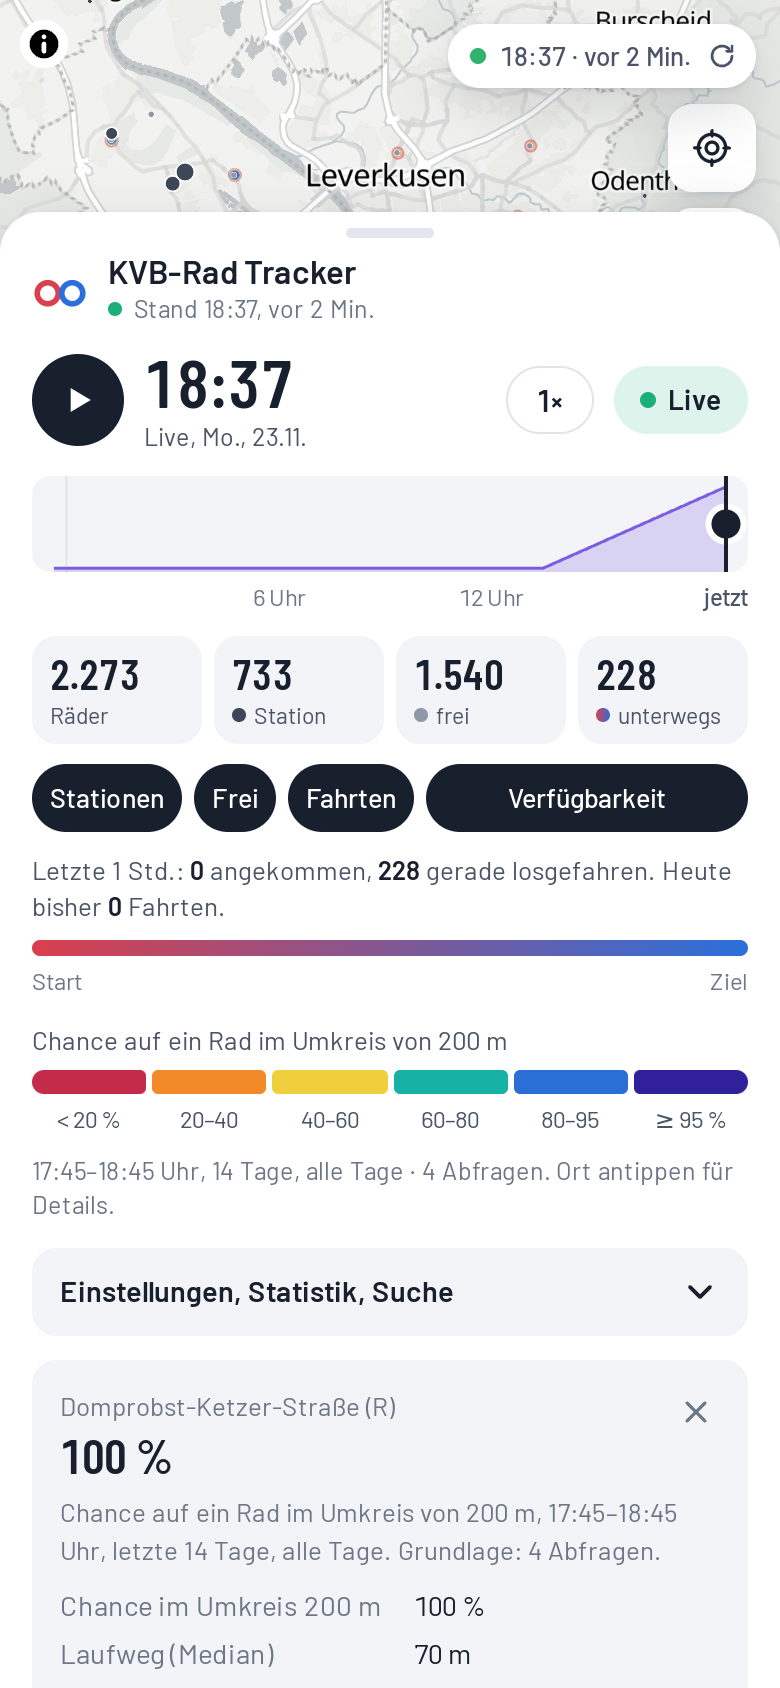 Burscheid
18:37 · vor 2 Min.
Leverkusen
Odenth
KVB-Rad Tracker
Stand 18:37, vor 2 Min.
18:37
Live, Mo., 23.11.
1×
Live
6 Uhr
12 Uhr
jetzt
2.273
Räder
733
Station
1.540
frei
228
unterwegs
Stationen
Frei
Fahrten
Verfügbarkeit
Letzte 1 Std.: 0 angekommen, 228 gerade losgefahren. Heute
bisher 0 Fahrten.
Start
Ziel
Chance auf ein Rad im Umkreis von 200 m
< 20 %
20–40
40–60
60–80
80–95
≥ 95 %
17:45–18:45 Uhr, 14 Tage, alle Tage · 4 Abfragen. Ort antippen für
Details.
Einstellungen, Statistik, Suche
Domprobst-Ketzer-Straße (R)
100 %
Chance auf ein Rad im Umkreis von 200 m, 17:45–18:45
Uhr, letzte 14 Tage, alle Tage. Grundlage: 4 Abfragen.
Chance im Umkreis 200 m 100 %
Laufweg (Median) 70 m